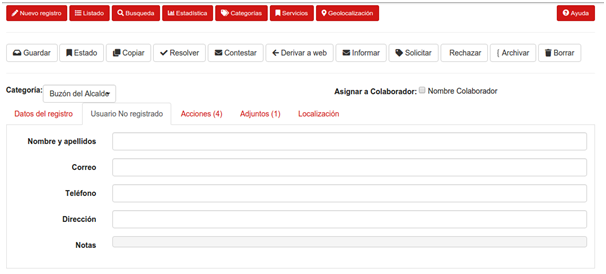 Nuevo registro Listado Busqueda Estadística Categorías Servicios Geolocalización Ayuda
Guardar Estado Copiar Resolver Contestar Derivar a web Informar Solicitar Rechazar { Archivar Borrar
Categoría: Buzón del Alcalde Asignar a Colaborador: Nombre Colaborador
Datos del registro Usuario No registrado Acciones (4) Adjuntos (1) Localización
Nombre y apellidos
Correo
Teléfono
Dirección
Notas